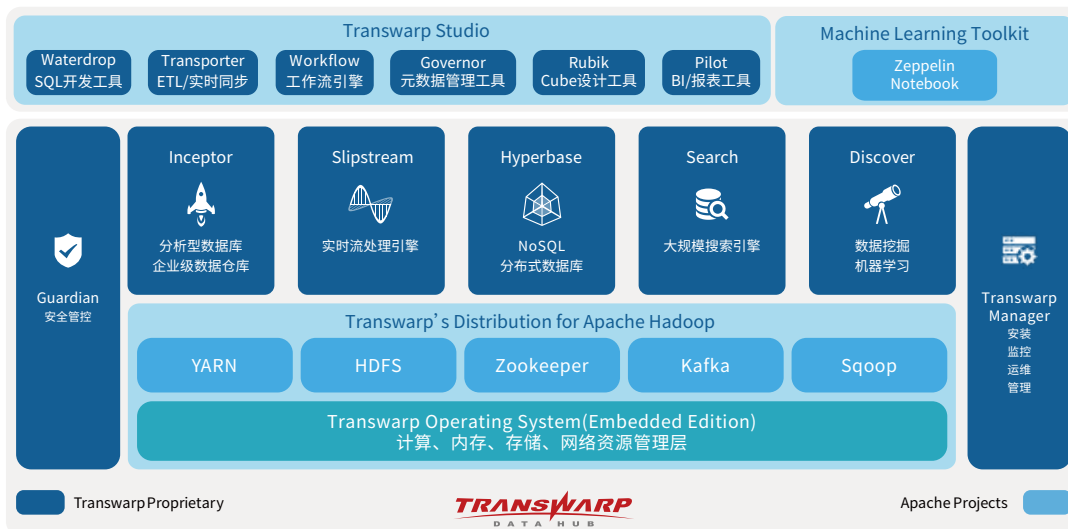 Transwarp Studio
Waterdrop
SQL开发工具
Transporter
ETL/实时同步
Workflow
工作流引擎
Governor
元数据管理工具
Rubik
Cube设计工具
Pilot
BI/报表工具
Machine Learning Toolkit
Zeppelin
Notebook
Guardian
安全管控
Inceptor
分析型数据库
企业级数据仓库
Slipstream
实时流处理引擎
Hyperbase
NoSQL
分布式数据库
Search
大规模搜索引擎
Discover
数据挖掘
机器学习
Transwarp
Manager
安装
监控
运维
管理
Transwarp’s Distribution for Apache Hadoop
YARN
HDFS
Zookeeper
Kafka
Sqoop
Transwarp Operating System(Embedded Edition)
计算、内存、存储、网络资源管理层
Transwarp Proprietary
TRANSWARP
DATA HUB
Apache Projects